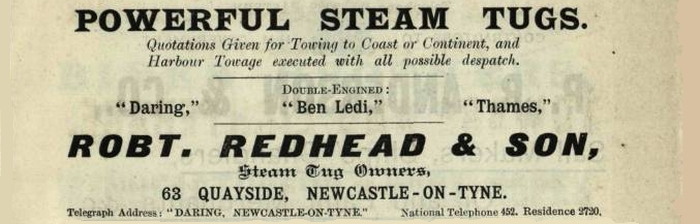 POWERFUL STEAM TUGS.
Quotations Given for Towing to Coast or Continent, and
Harbour Towage executed with all possible despatch.
DOUBLE-ENGINED:
"Daring," "Ben Ledi," "Thames,"
ROBT. REDHEAD & SON,
Steam Tug Owners,
63 QUAYSIDE, NEWCASTLE-ON-TYNE.
Telegraph Address: "DARING, NEWCASTLE-ON-TYNE." National Telephone 452. Residence 2720.